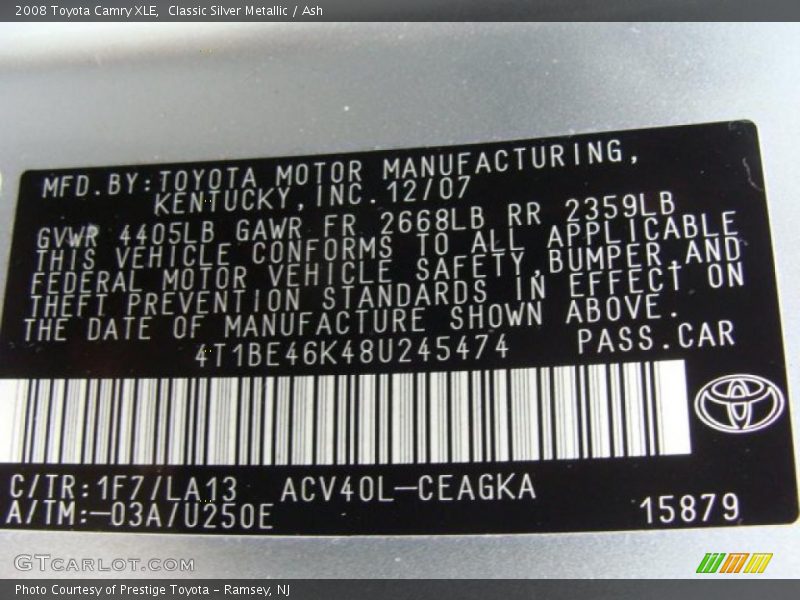 2008 Toyota Camry XLE, Classic Silver Metallic / Ash
MFD.BY:TOYOTA MOTOR MANUFACTURING,
KENTUCKY,INC.12/07
GVWR 4405LB GAWR FR 2668LB RR 2359LB
THIS VEHICLE CONFORMS TO ALL APPLICABLE
FEDERAL MOTOR VEHICLE SAFETY,BUMPER,AND
THEFT PREVENTION STANDARDS IN EFFECT ON
THE DATE OF MANUFACTURE SHOWN ABOVE.
4T1BE46K48U245474 PASS.CAR
C/TR:1F7/LA13 ACV40L-CEAGKA
A/TM:-03A/U250E 15879
GTCARLOT.COM
Photo Courtesy of Prestige Toyota - Ramsey, NJ